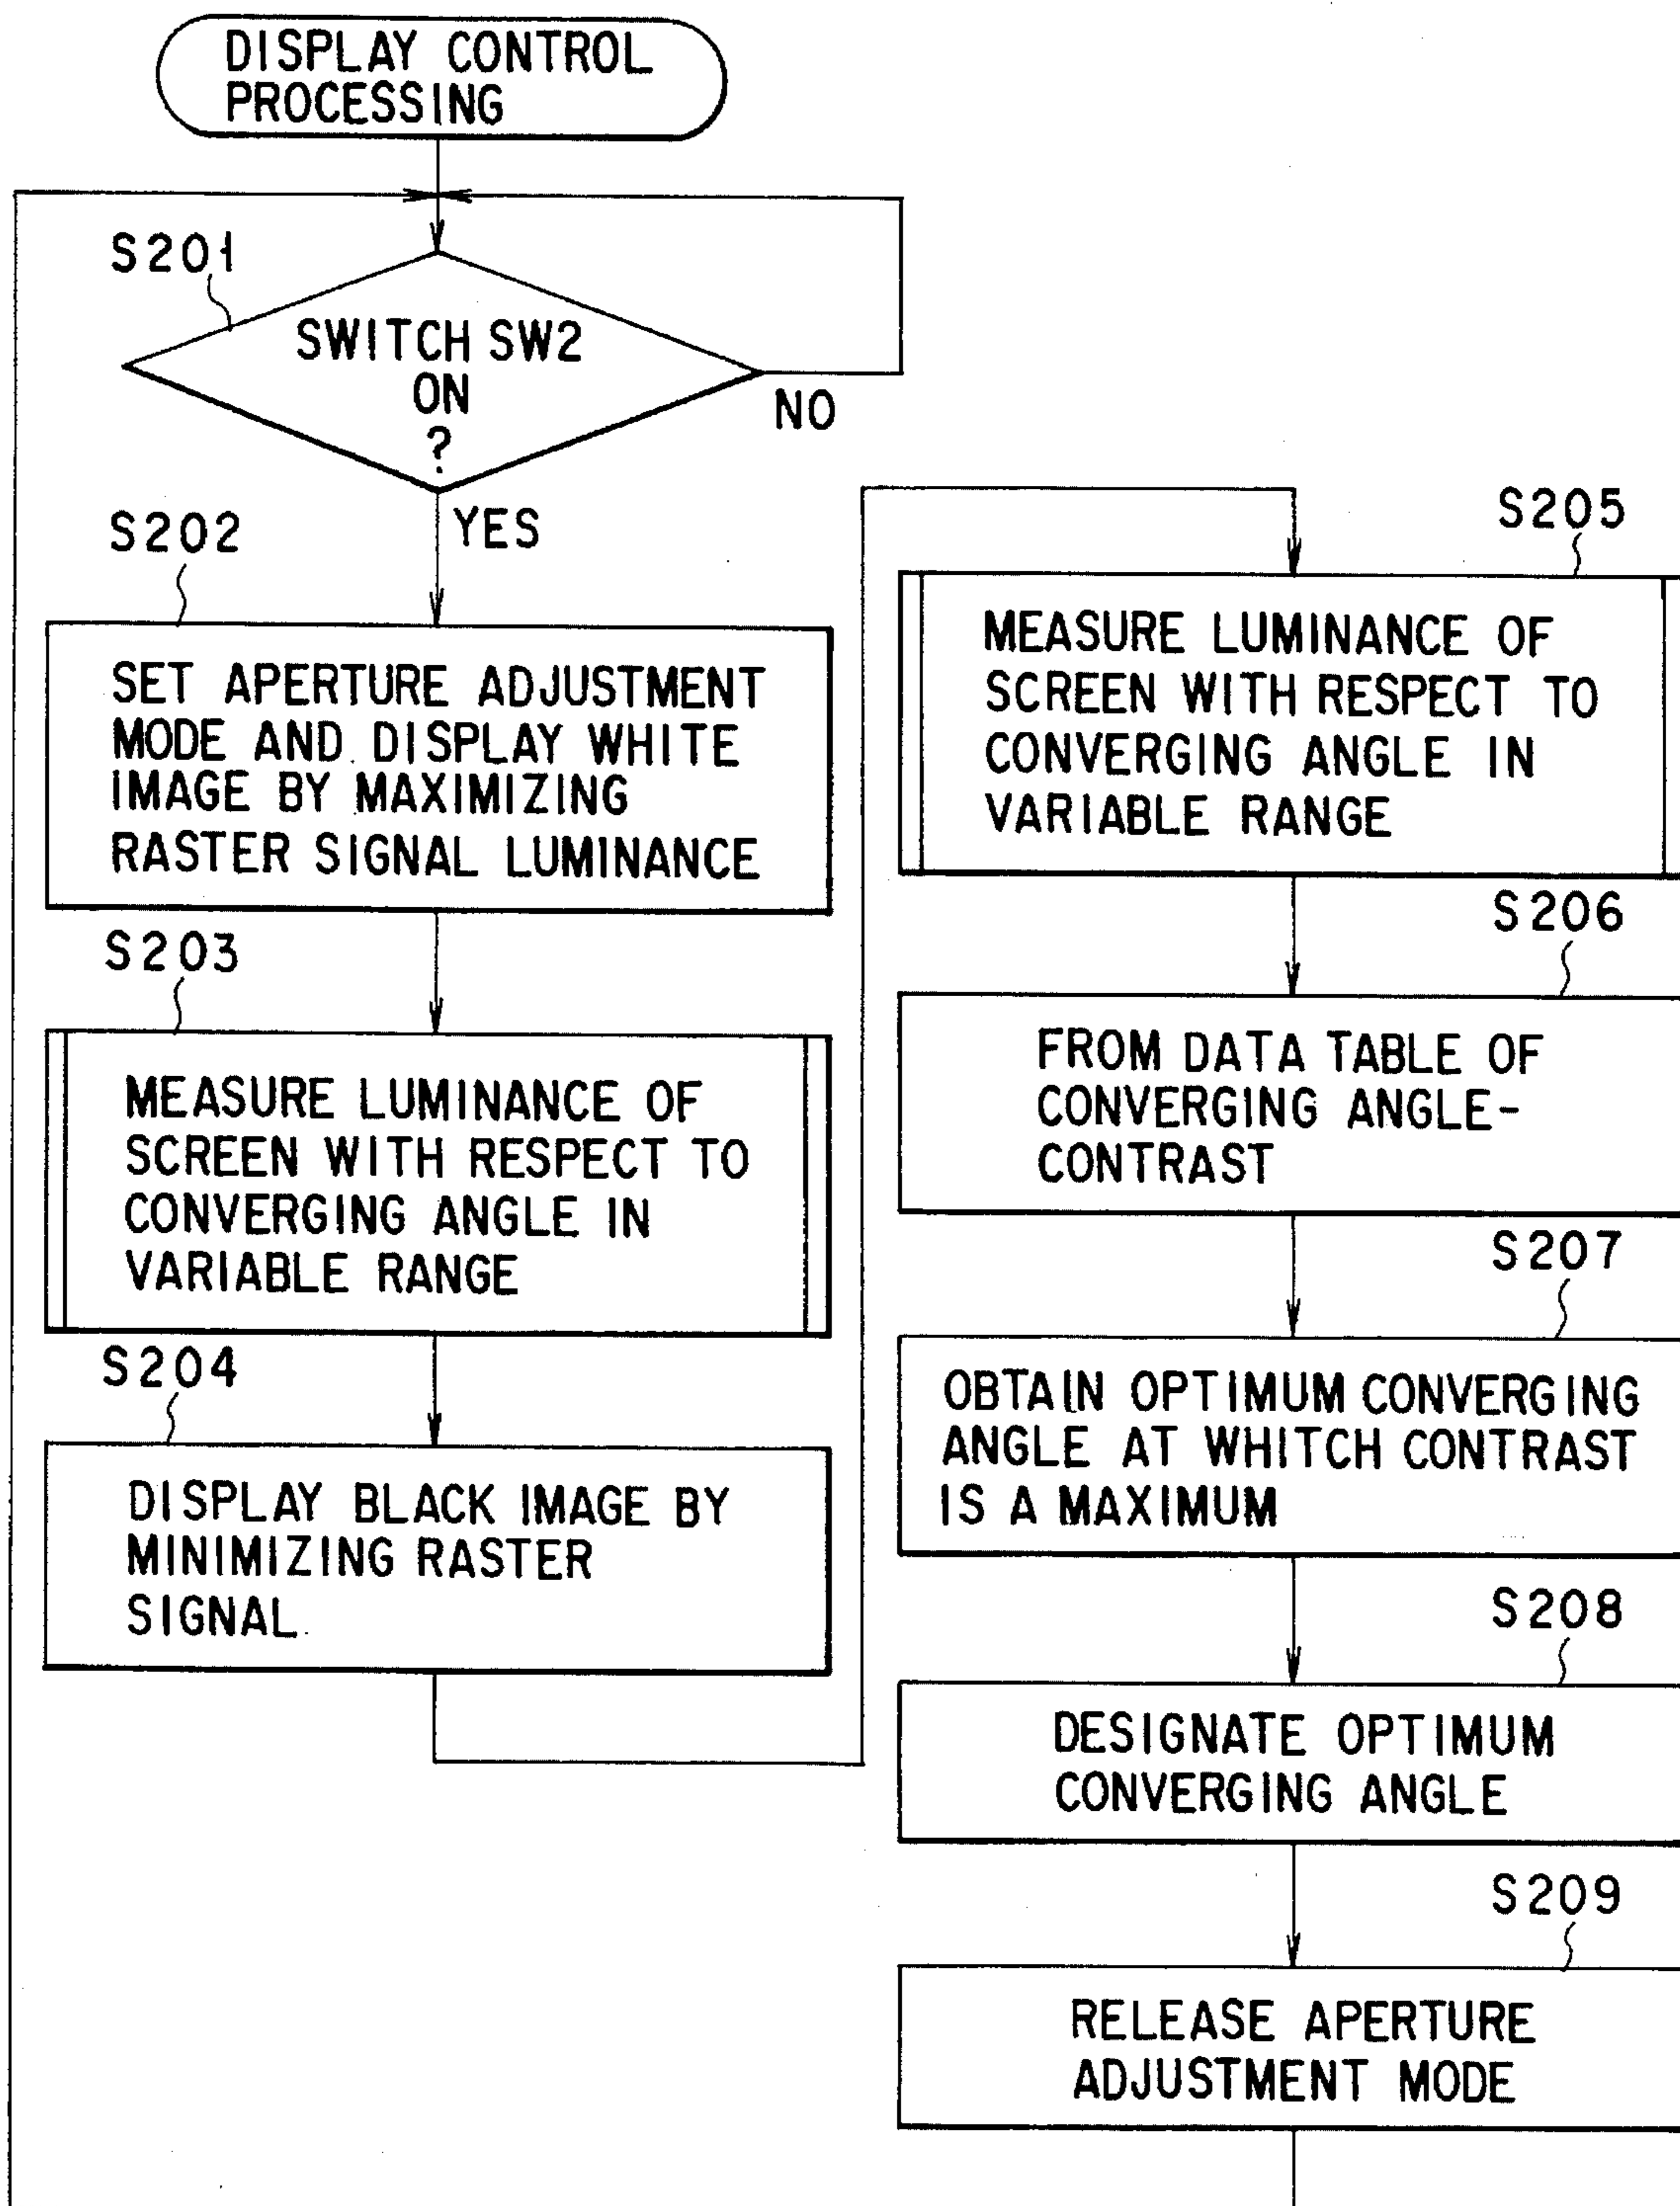 DISPLAY CONTROL
PROCESSING
S201
SWITCH SW2
ON
?
NO
YES
S202
SET APERTURE ADJUSTMENT
MODE AND DISPLAY WHITE
IMAGE BY MAXIMIZING
RASTER SIGNAL LUMINANCE
S203
MEASURE LUMINANCE OF
SCREEN WITH RESPECT TO
CONVERGING ANGLE IN
VARIABLE RANGE
S204
DISPLAY BLACK IMAGE BY
MINIMIZING RASTER
SIGNAL
S205
MEASURE LUMINANCE OF
SCREEN WITH RESPECT TO
CONVERGING ANGLE IN
VARIABLE RANGE
S206
FROM DATA TABLE OF
CONVERGING ANGLE-
CONTRAST
S207
OBTAIN OPTIMUM CONVERGING
ANGLE AT WHITCH CONTRAST
IS A MAXIMUM
S208
DESIGNATE OPTIMUM
CONVERGING ANGLE
S209
RELEASE APERTURE
ADJUSTMENT MODE